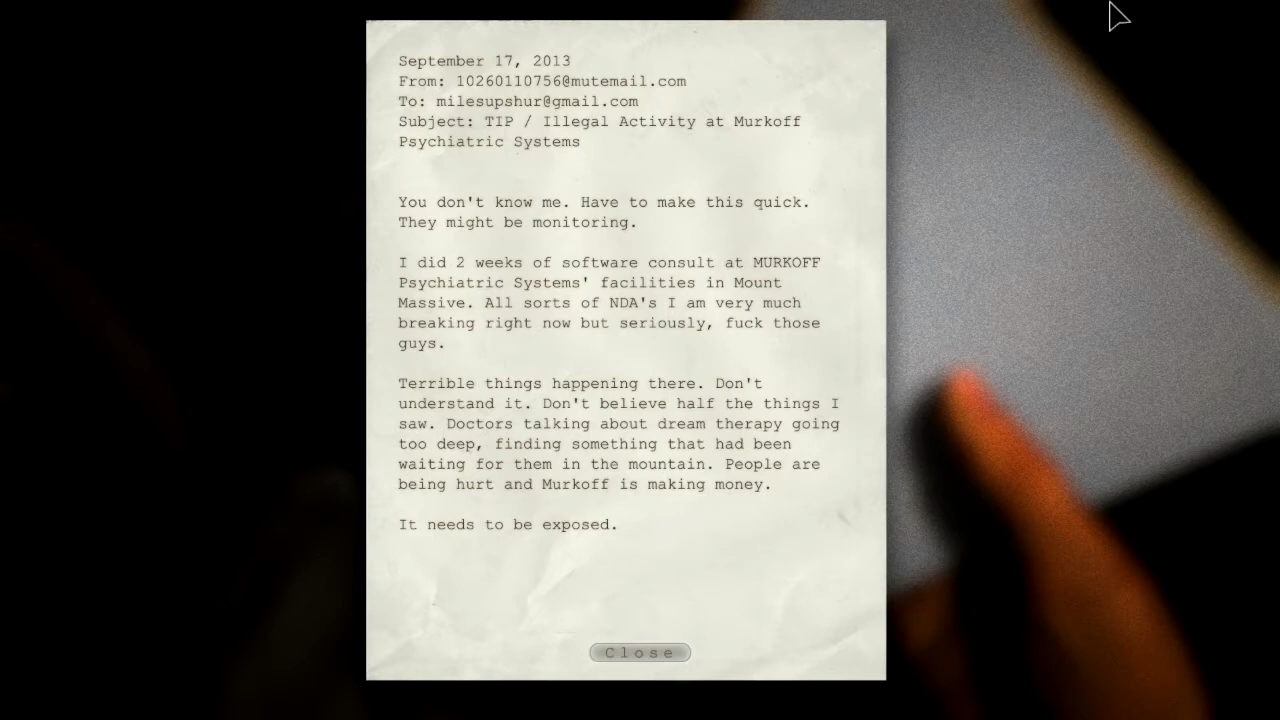 September 17, 2013
From: 10260110756@mutemail.com
To: milesupshur@gmail.com
Subject: TIP / Illegal Activity at Murkoff
Psychiatric Systems
You don't know me. Have to make this quick.
They might be monitoring.
I did 2 weeks of software consult at MURKOFF
Psychiatric Systems' facilities in Mount
Massive. All sorts of NDA's I am very much
breaking right now but seriously, fuck those
guys.
Terrible things happening there. Don't
understand it. Don't believe half the things I
saw. Doctors talking about dream therapy going
too deep, finding something that had been
waiting for them in the mountain. People are
being hurt and Murkoff is making money.
It needs to be exposed.
Close